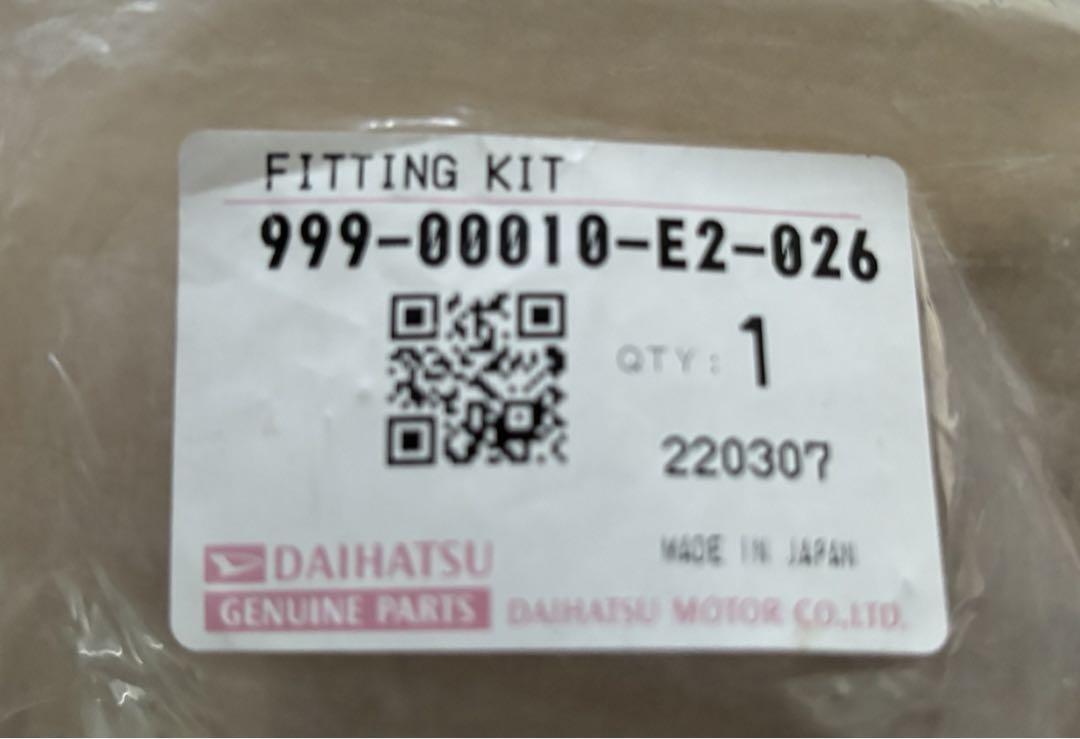 FITTING KIT
999-00010-E2-026
QTY: 1
220307
MADE IN JAPAN
DAIHATSU
GENUINE PARTS DAIHATSU MOTOR CO.,LTD.